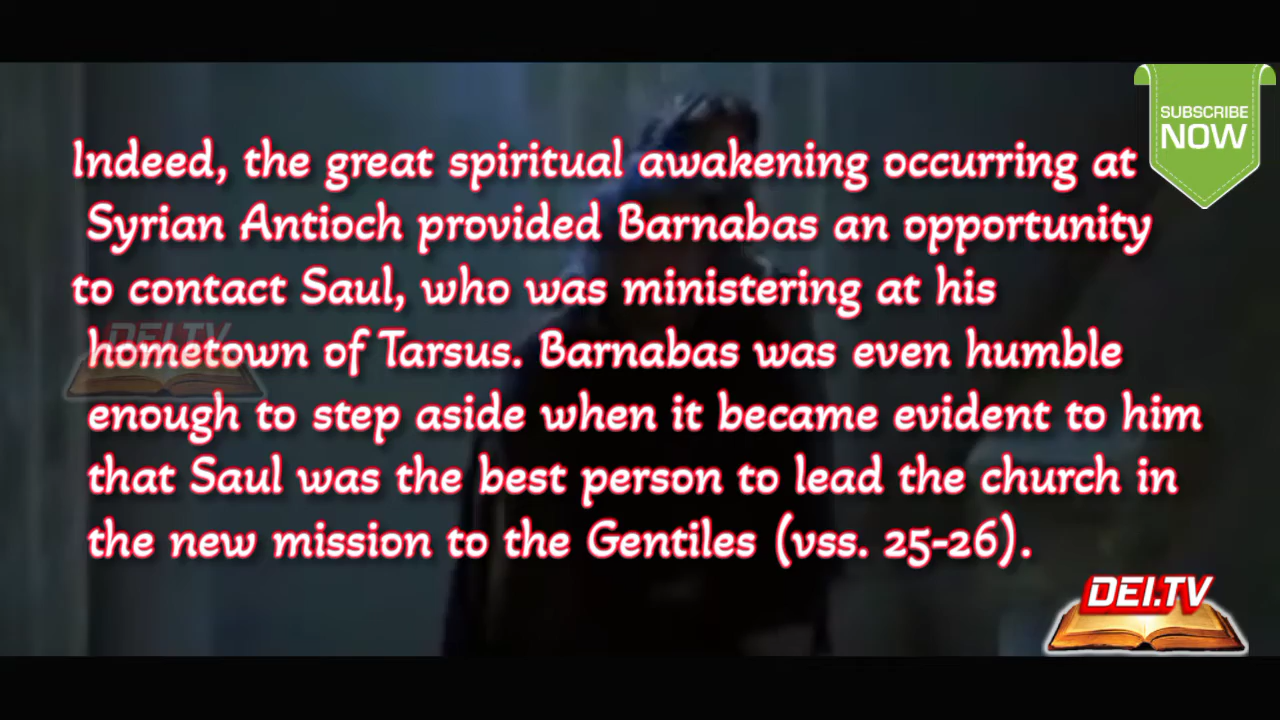 SUBSCRIBE
NOW
Indeed, the great spiritual awakening occurring at
Syrian Antioch provided Barnabas an opportunity
to contact Saul, who was ministering at his
hometown of Tarsus. Barnabas was even humble
enough to step aside when it became evident to him
that Saul was the best person to lead the church in
the new mission to the Gentiles (vss. 25-26).
DEI.TV
DEI.TV